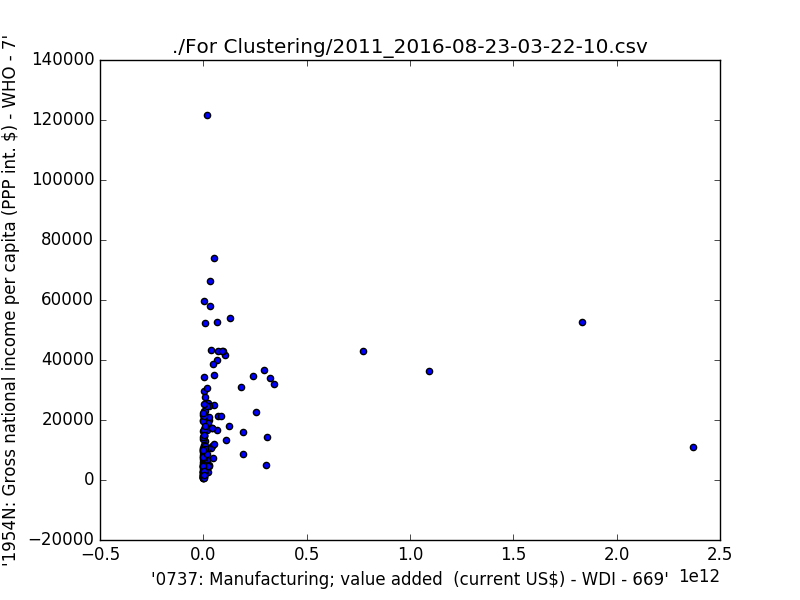 ./For Clustering/2011_2016-08-23-03-22-10.csv
'1954N: Gross national income per capita (PPP int. $) - WHO - 7'
140000
120000
100000
80000
60000
40000
20000
0
−20000
−0.5 0.0 0.5 1.0 1.5 2.0 2.5
1e12
'0737: Manufacturing; value added  (current US$) - WDI - 669'